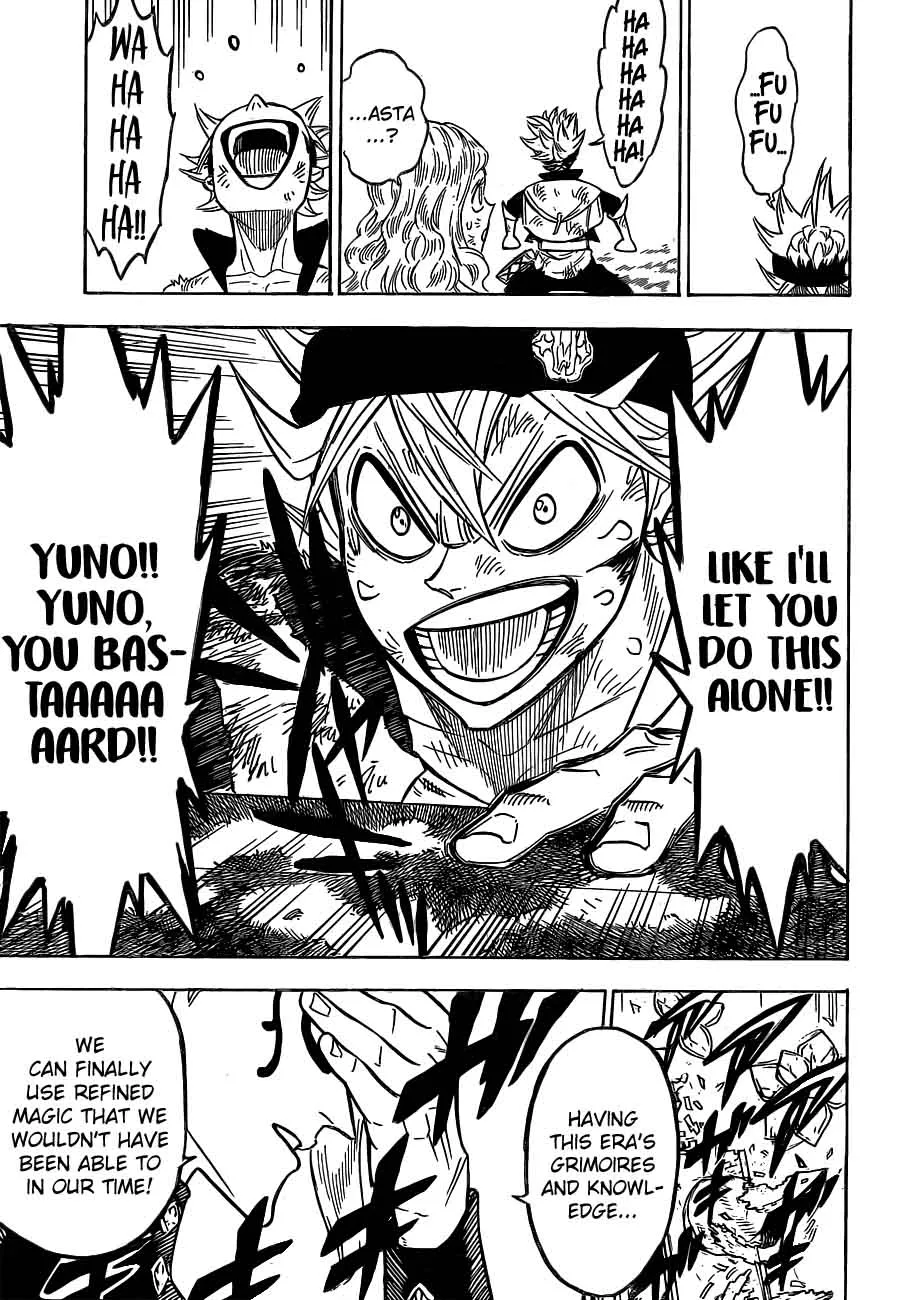 ...FU
FU
FU...
HA
HA
HA
HA
HA
HA!
...ASTA
...?
WA
HA
HA
HA
HA!!
LIKE I'LL
LET YOU
DO THIS
ALONE!!
YUNO!!
YUNO,
YOU BAS-
TAAAAA
AARD!!
HAVING
THIS ERA'S
GRIMOIRES
AND KNOWL-
EDGE...
WE
CAN FINALLY
USE REFINED
MAGIC THAT WE
WOULDN'T HAVE
BEEN ABLE TO
IN OUR TIME!